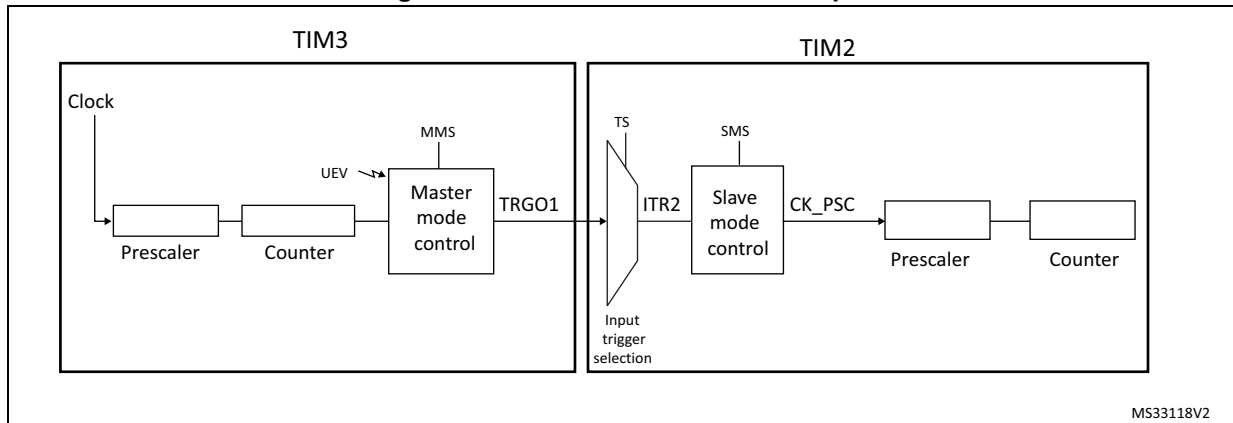 TIM3
TIM2
Clock
MMS
TS
SMS
UEV
Master
mode
control
TRGO1
ITR2
Slave
mode
control
CK_PSC
Prescaler
Counter
Prescaler
Counter
Input
trigger
selection
MS33118V2